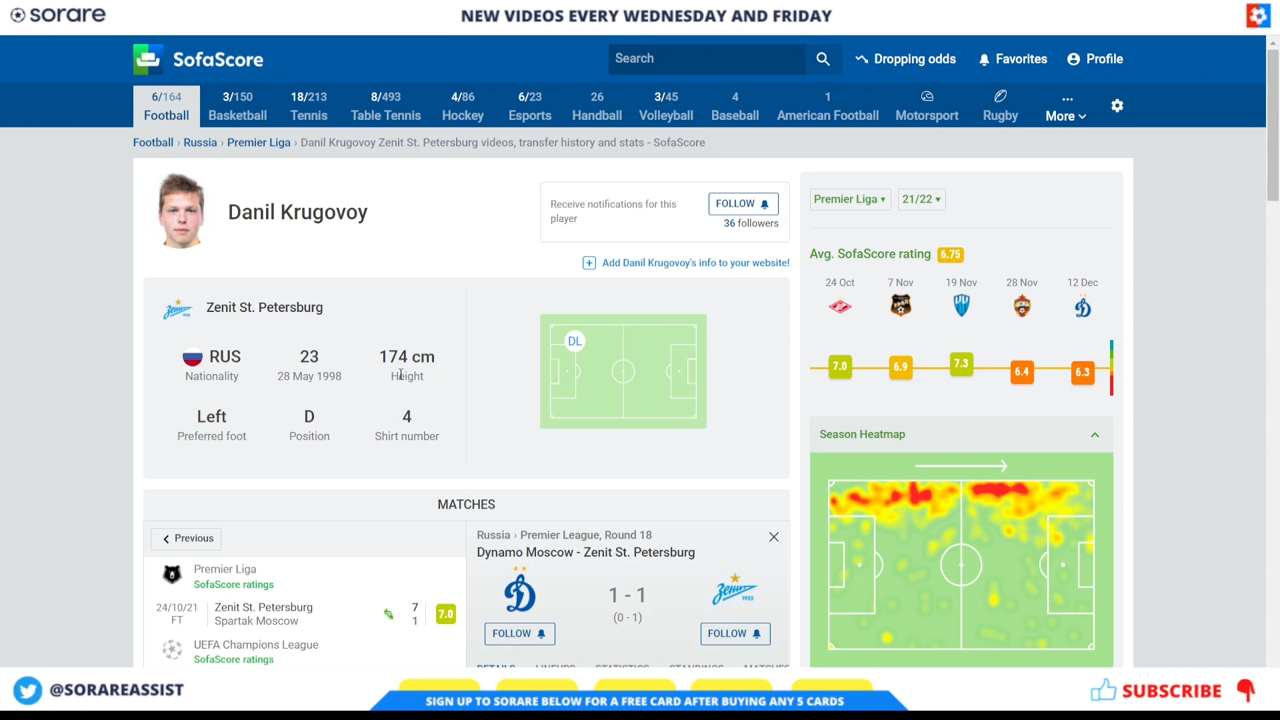 sorare
NEW VIDEOS EVERY WEDNESDAY AND FRIDAY
SofaScore
Search
Dropping odds
Favorites
Profile
6/164
Football
3/150
Basketball
18/213
Tennis
8/493
Table Tennis
4/86
Hockey
6/23
Esports
26
Handball
3/45
Volleyball
4
Baseball
1
American Football
Motorsport
Rugby
More
Football › Russia › Premier Liga › Danil Krugovoy Zenit St. Petersburg videos, transfer history and stats - SofaScore
Danil Krugovoy
Receive notifications for this
player
FOLLOW
36 followers
Add Danil Krugovoy's info to your website!
Zenit St. Petersburg
RUS
Nationality
23
28 May 1998
174 cm
Height
Left
Preferred foot
D
Position
4
Shirt number
DL
MATCHES
Previous
Premier Liga
SofaScore ratings
24/10/21
FT
Zenit St. Petersburg
Spartak Moscow
7
1
7.0
UEFA Champions League
SofaScore ratings
Russia › Premier League, Round 18
Dynamo Moscow - Zenit St. Petersburg
1 - 1
(0 - 1)
FOLLOW
FOLLOW
Premier Liga
21/22
Avg. SofaScore rating 6.75
24 Oct
7 Nov
19 Nov
28 Nov
12 Dec
7.0
6.9
7.3
6.4
6.3
Season Heatmap
@SORAREASSIST
SIGN UP TO SORARE BELOW FOR A FREE CARD AFTER BUYING ANY 5 CARDS
SUBSCRIBE